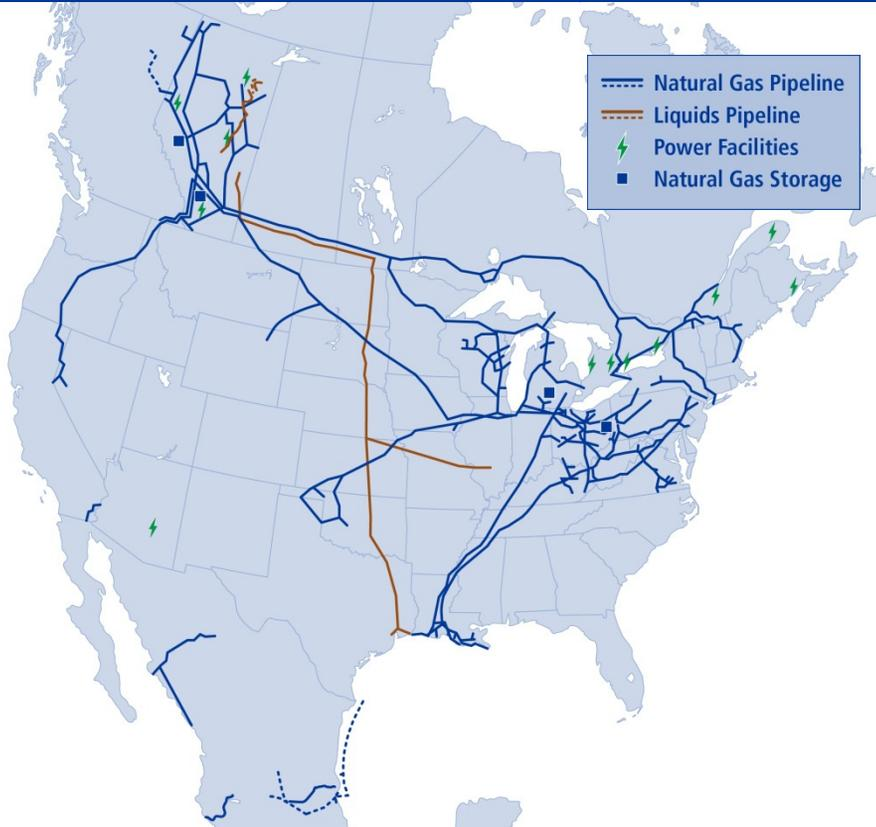 Natural Gas Pipeline
Liquids Pipeline
Power Facilities
Natural Gas Storage